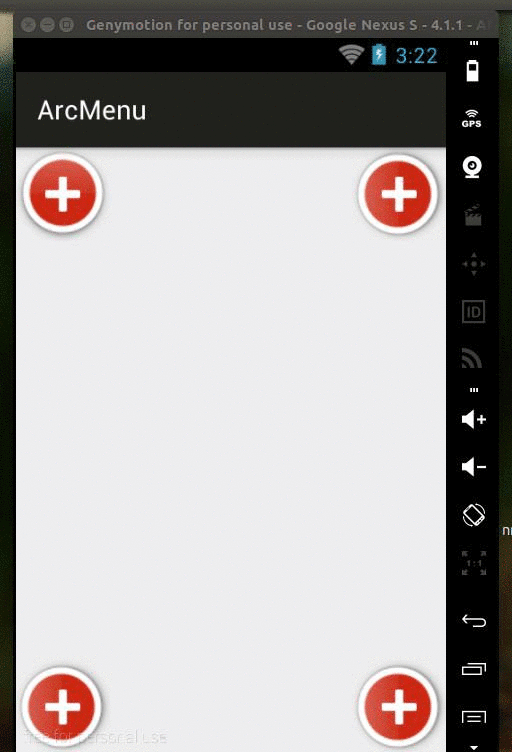 Genymotion for personal use - Google Nexus S - 4.1.1 - A
3:22
ArcMenu
GPS
ID
1:1
free for personal use